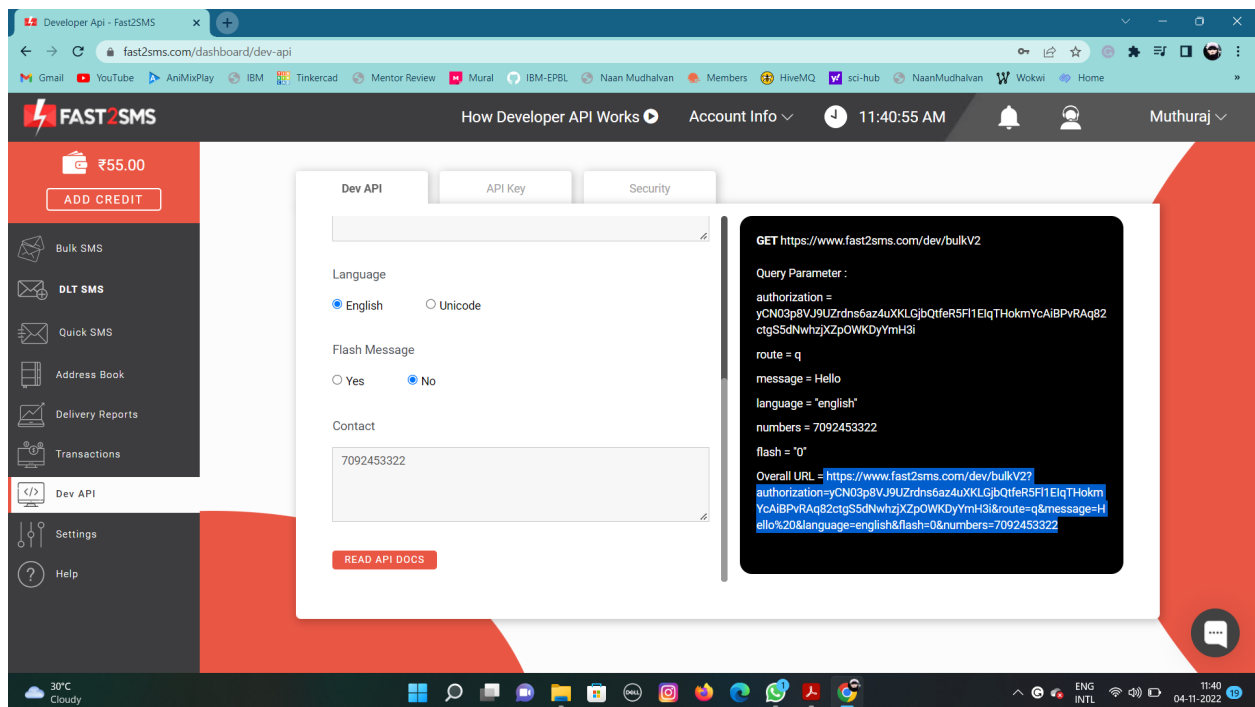 Developer Api - Fast2SMS
fast2sms.com/dashboard/dev-api
Gmail YouTube AniMixPlay IBM Tinkercad Mentor Review Mural IBM-EPBL Naan Mudhalvan Members HiveMQ sci-hub NaanMudhalvan Wokwi Home »
FAST2SMS How Developer API Works Account Info 11:40:55 AM Muthuraj
₹55.00
ADD CREDIT
Bulk SMS
DLT SMS
Quick SMS
Address Book
Delivery Reports
Transactions
Dev API
Settings
Help
Dev API API Key Security
Language
English Unicode
Flash Message
Yes No
Contact
7092453322
READ API DOCS
GET https://www.fast2sms.com/dev/bulkV2
Query Parameter :
authorization =
yCN03p8VJ9UZrdns6az4uXKLGjbQtfeR5Fl1EIqTHokmYcAiBPvRAq82
ctgS5dNwhzjXZpOWKDyYmH3i
route = q
message = Hello
language = "english"
numbers = 7092453322
flash = "0"
Overall URL = https://www.fast2sms.com/dev/bulkV2?
authorization=yCN03p8VJ9UZrdns6az4uXKLGjbQtfeR5Fl1EIqTHokm
YcAiBPvRAq82ctgS5dNwhzjXZpOWKDyYmH3i&route=q&message=H
ello%20&language=english&flash=0&numbers=7092453322
30°C
Cloudy
DELL
ENG
INTL
11:40
04-11-2022
19